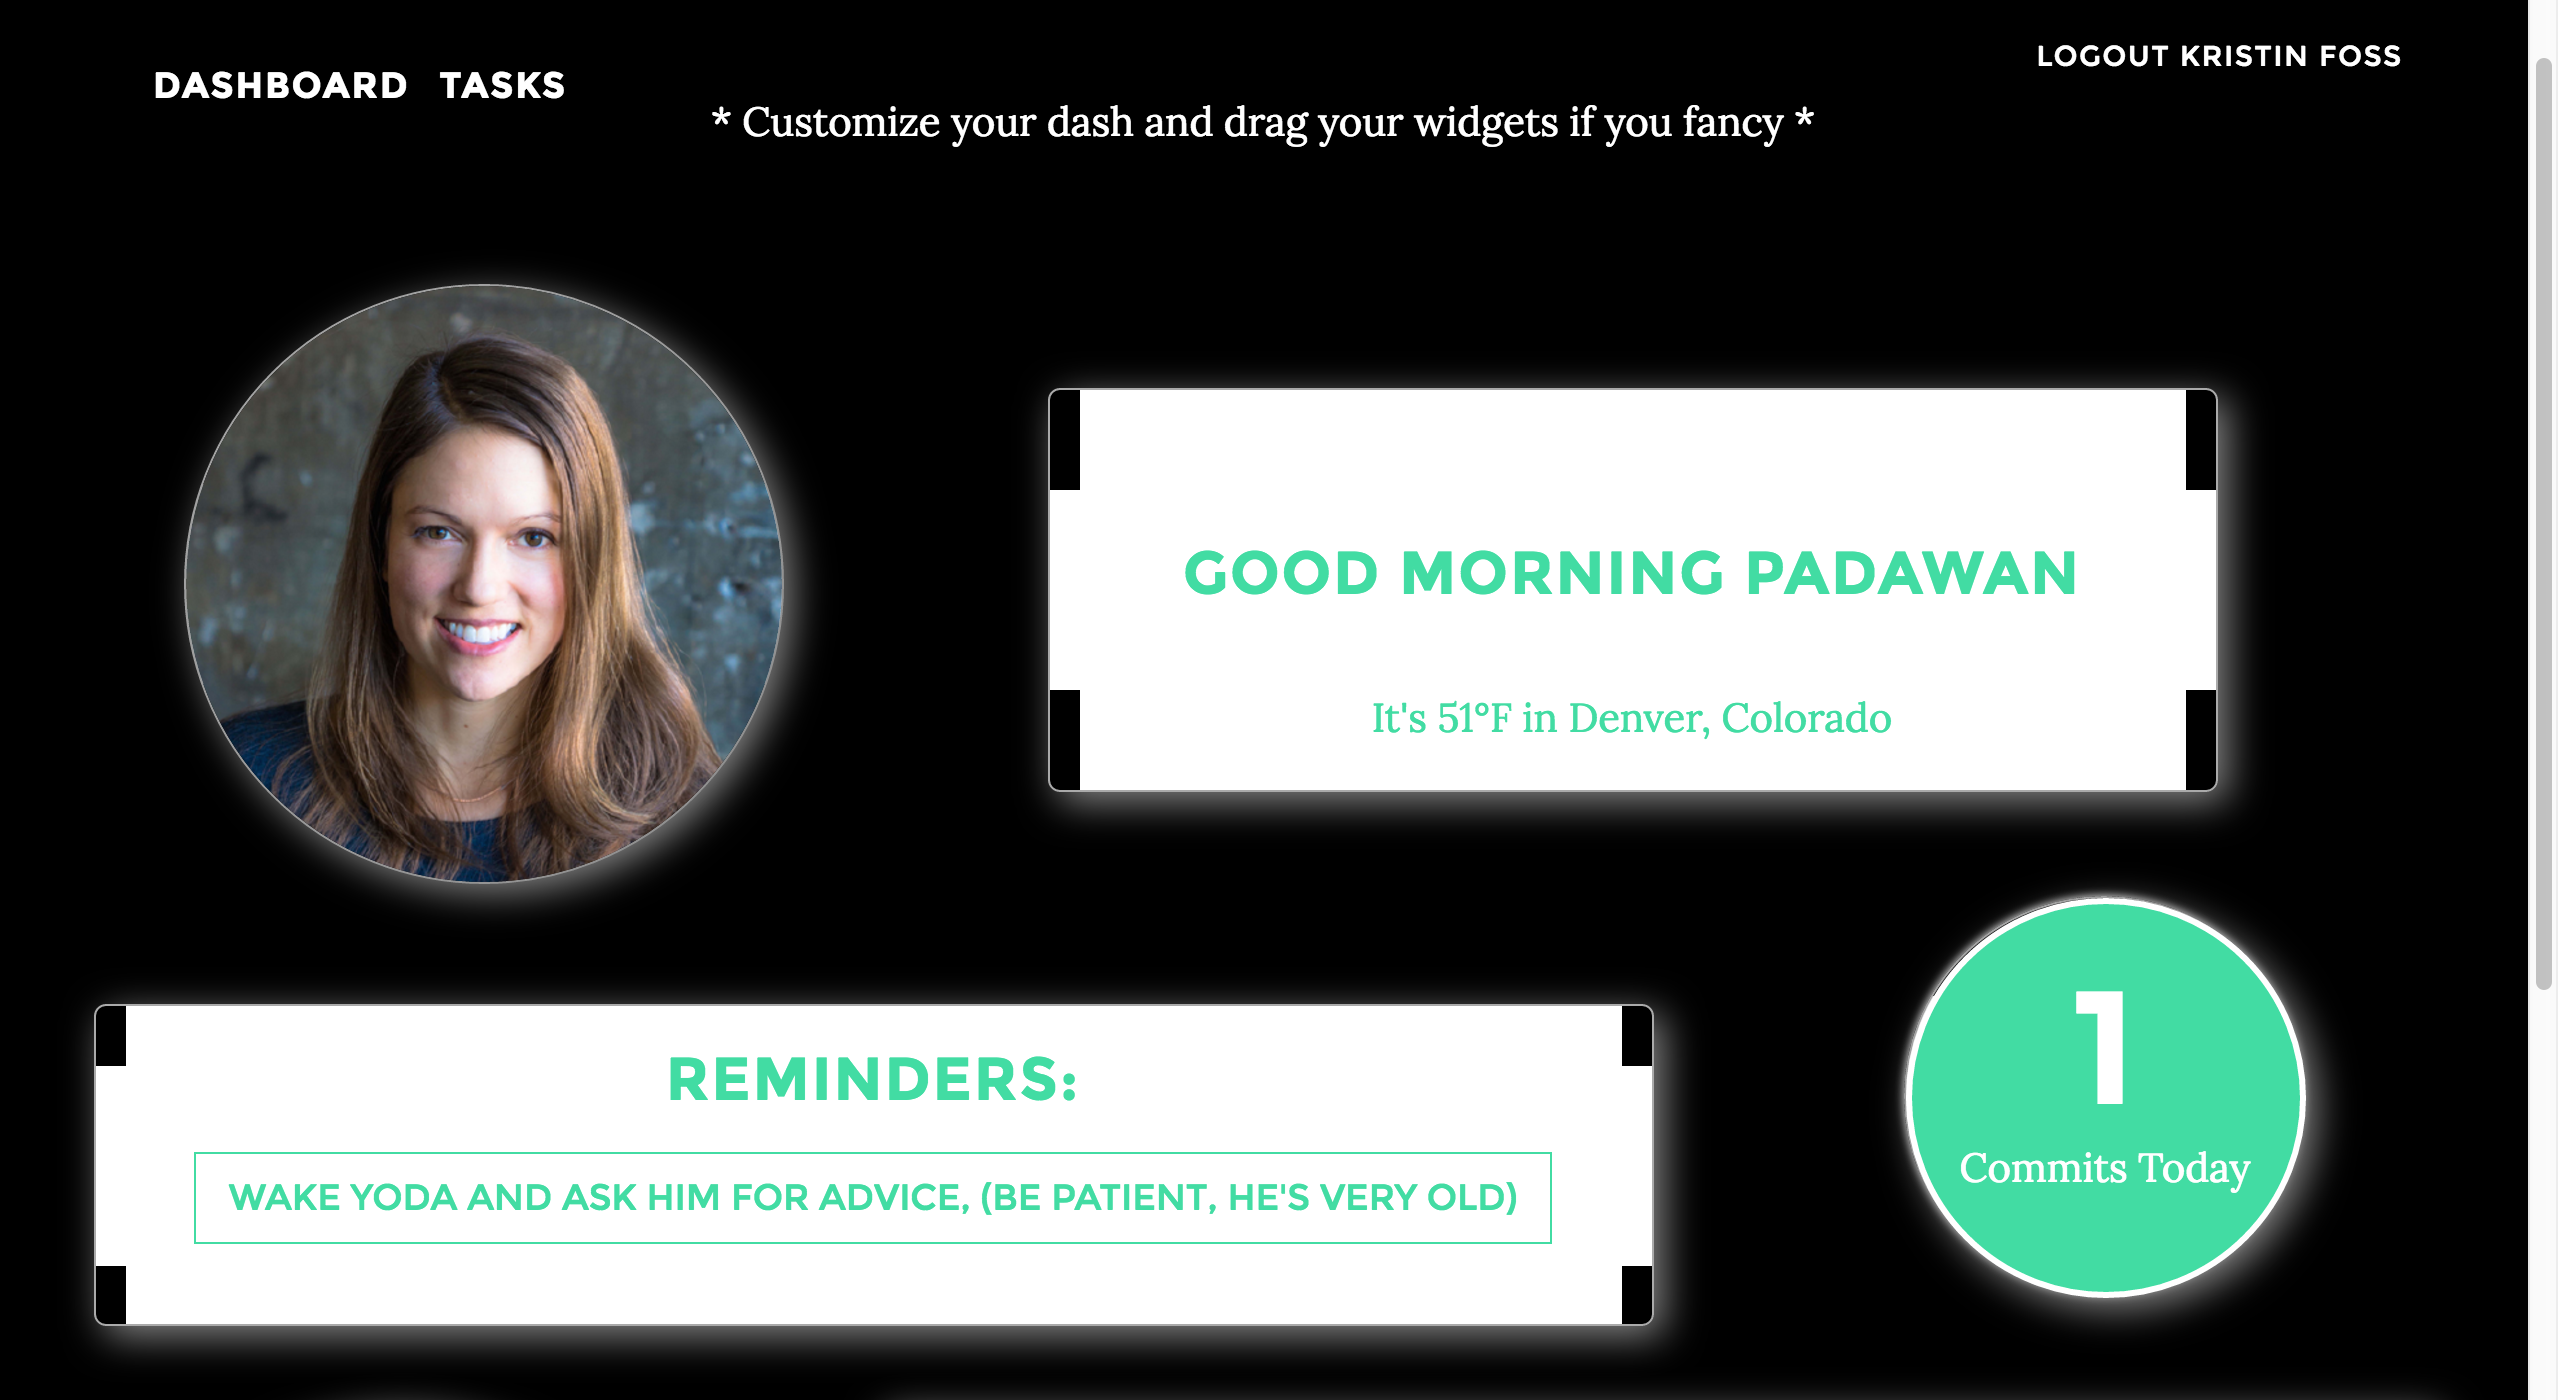 DASHBOARD TASKS
LOGOUT KRISTIN FOSS
* Customize your dash and drag your widgets if you fancy *
GOOD MORNING PADAWAN
It's 51°F in Denver, Colorado
REMINDERS:
WAKE YODA AND ASK HIM FOR ADVICE, (BE PATIENT, HE'S VERY OLD)
1
Commits Today